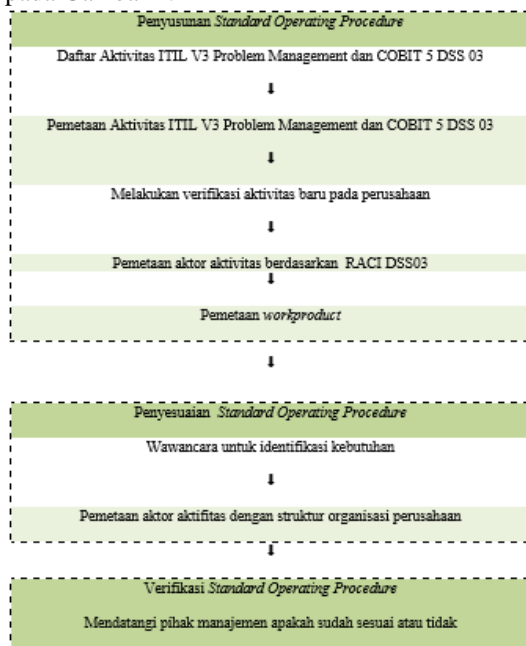 Penyusunan Standard Operating Procedure
Daftar Aktivitas ITIL V3 Problem Management dan COBIT 5 DSS 03
Pemetaan Aktivitas ITIL V3 Problem Management dan COBIT 5 DSS 03
Melakukan verifikasi aktivitas baru pada perusahaan
Pemetaan aktor aktivitas berdasarkan RACI DSS03
Pemetaan workproduct
Penyesuaian Standard Operating Procedure
Wawancara untuk identifikasi kebutuhan
Pemetaan aktor aktifitas dengan struktur organisasi perusahaan
Verifikasi Standard Operating Procedure
Mendatangi pihak manajemen apakah sudah sesuai atau tidak